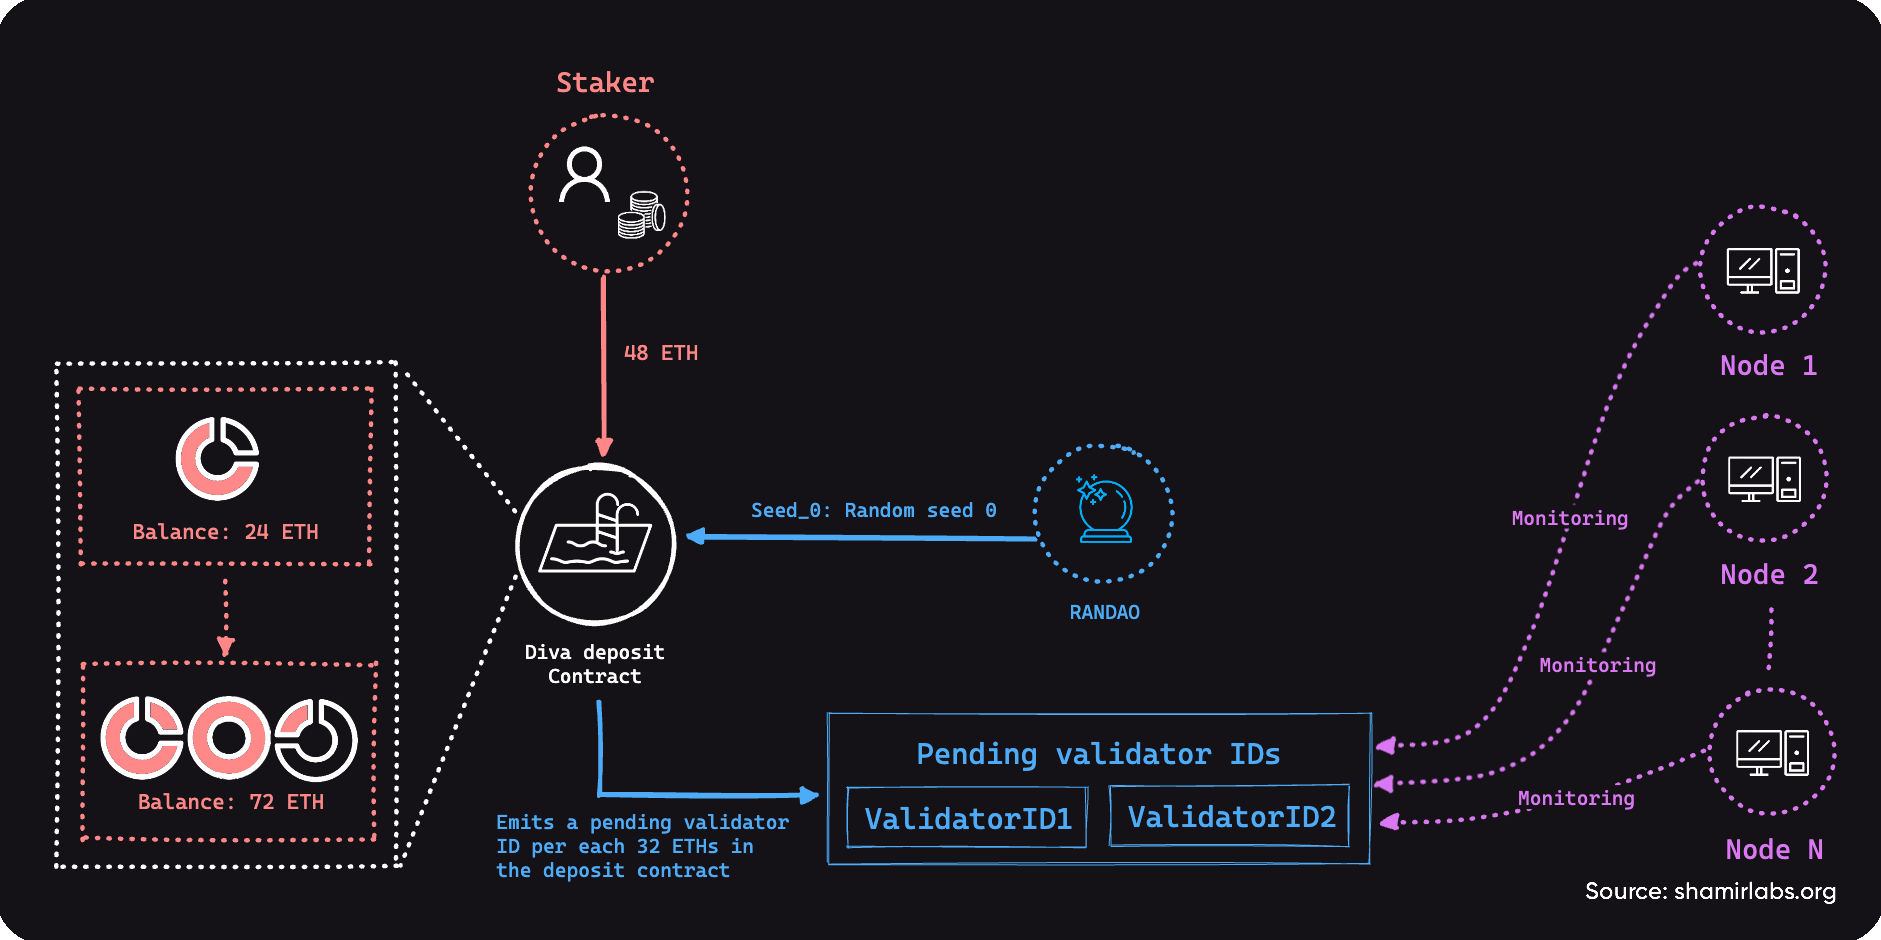 Staker
48 ETH
Balance: 24 ETH
Balance: 72 ETH
Seed_0: Random seed 0
RANDAO
Diva deposit
Contract
Emits a pending validator
ID per each 32 ETHs in
the deposit contract
Pending validator IDs
ValidatorID1
ValidatorID2
Monitoring
Monitoring
Monitoring
Node 1
Node 2
Node N
Source: shamirlabs.org